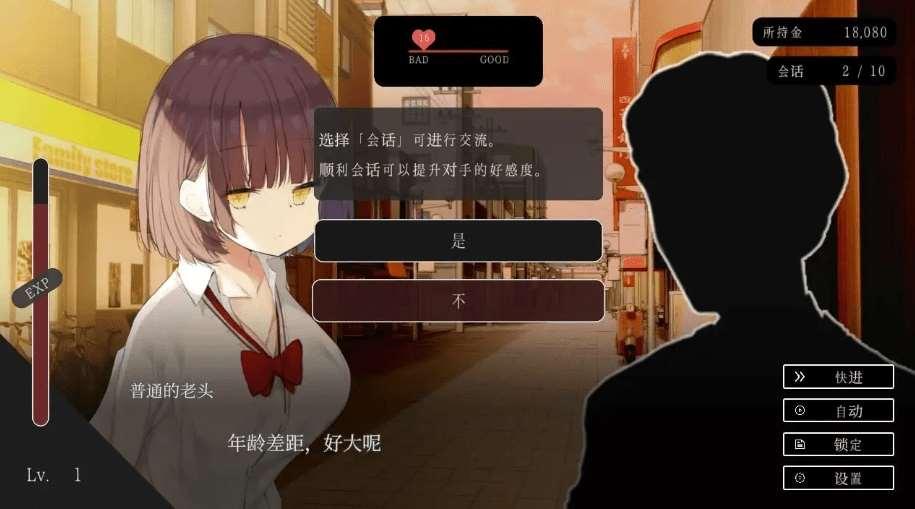 16
BAD GOOD
所持金 18,080
会话 2 / 10
Family store
选择「会话」可进行交流。
顺利会话可以提升对手的好感度。
是
不
EXP
普通的老头
年龄差距，好大呢
Lv. 1
快进
自动
锁定
设置